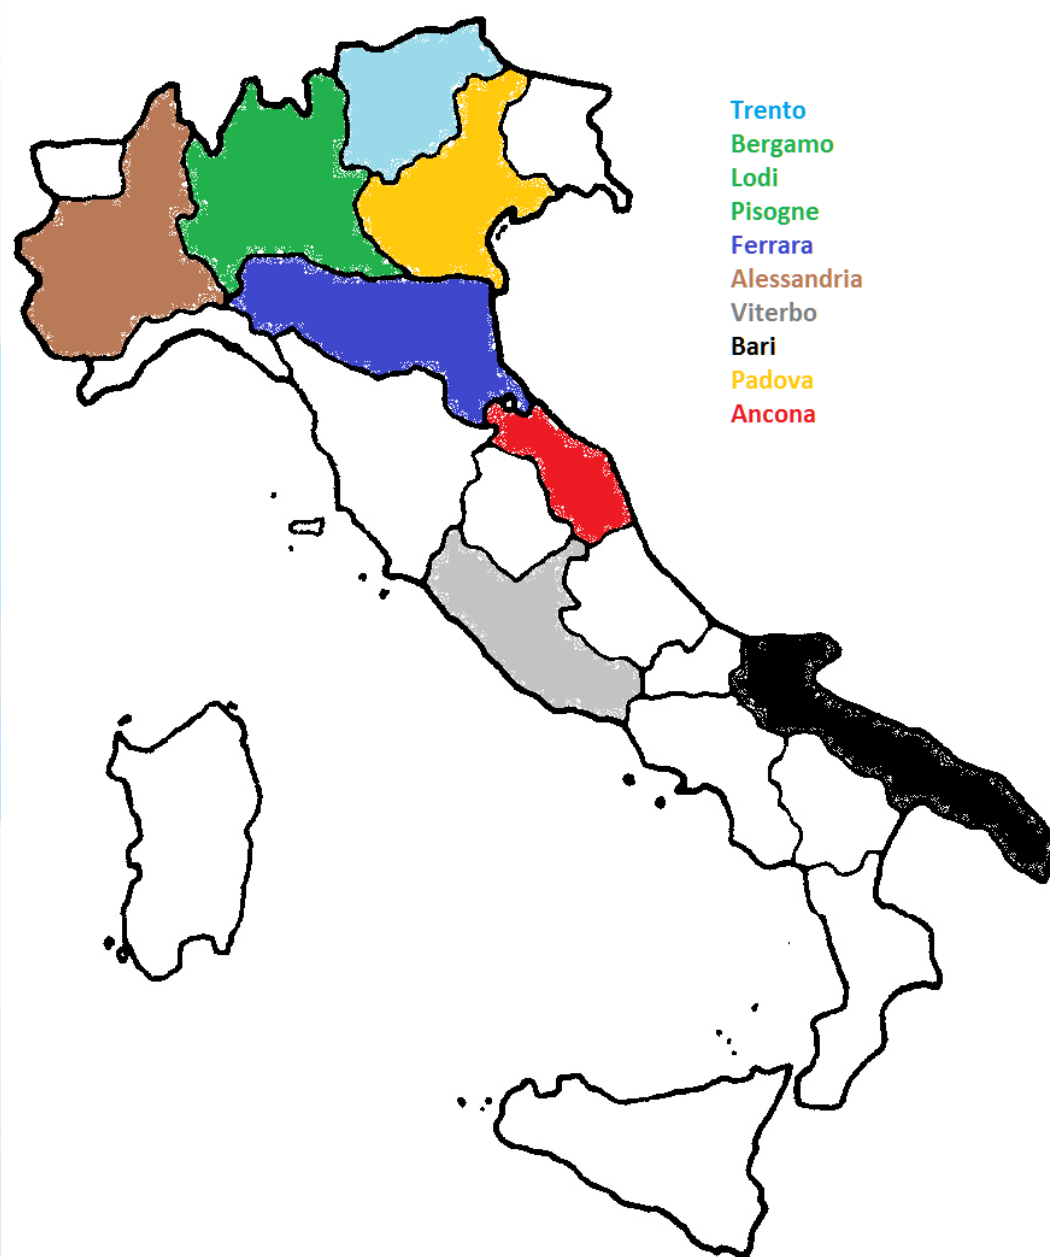 Trento
Bergamo
Lodi
Pisogne
Ferrara
Alessandria
Viterbo
Bari
Padova
Ancona